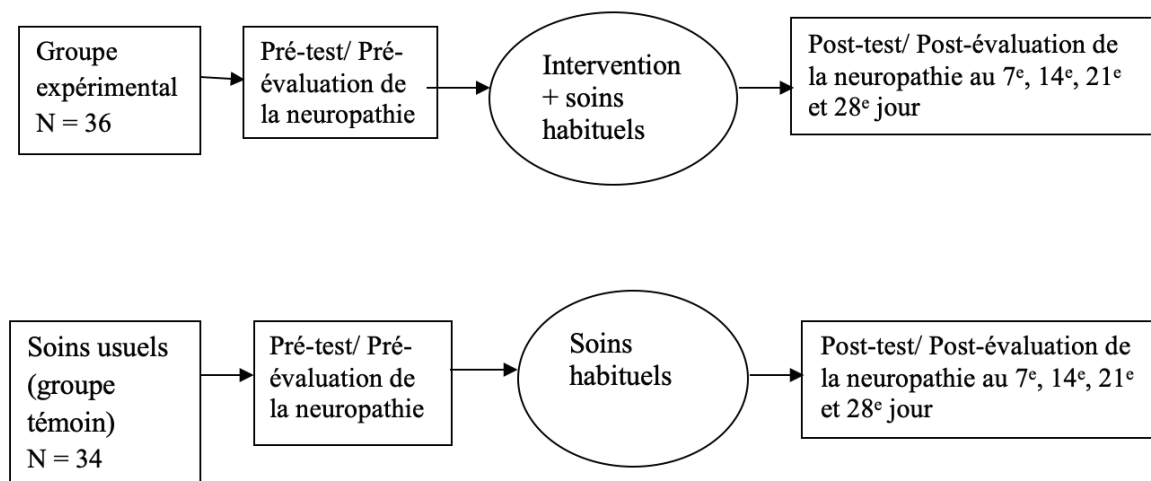 Groupe
expérimental
N = 36
Pré-test/ Pré-
évaluation de
la neuropathie
Intervention
+ soins
habituels
Post-test/ Post-évaluation de
la neuropathie au 7ᵉ, 14ᵉ, 21ᵉ
et 28ᵉ jour
Soins usuels
(groupe
témoin)
N = 34
Pré-test/ Pré-
évaluation de
la neuropathie
Soins
habituels
Post-test/ Post-évaluation de
la neuropathie au 7ᵉ, 14ᵉ, 21ᵉ
et 28ᵉ jour